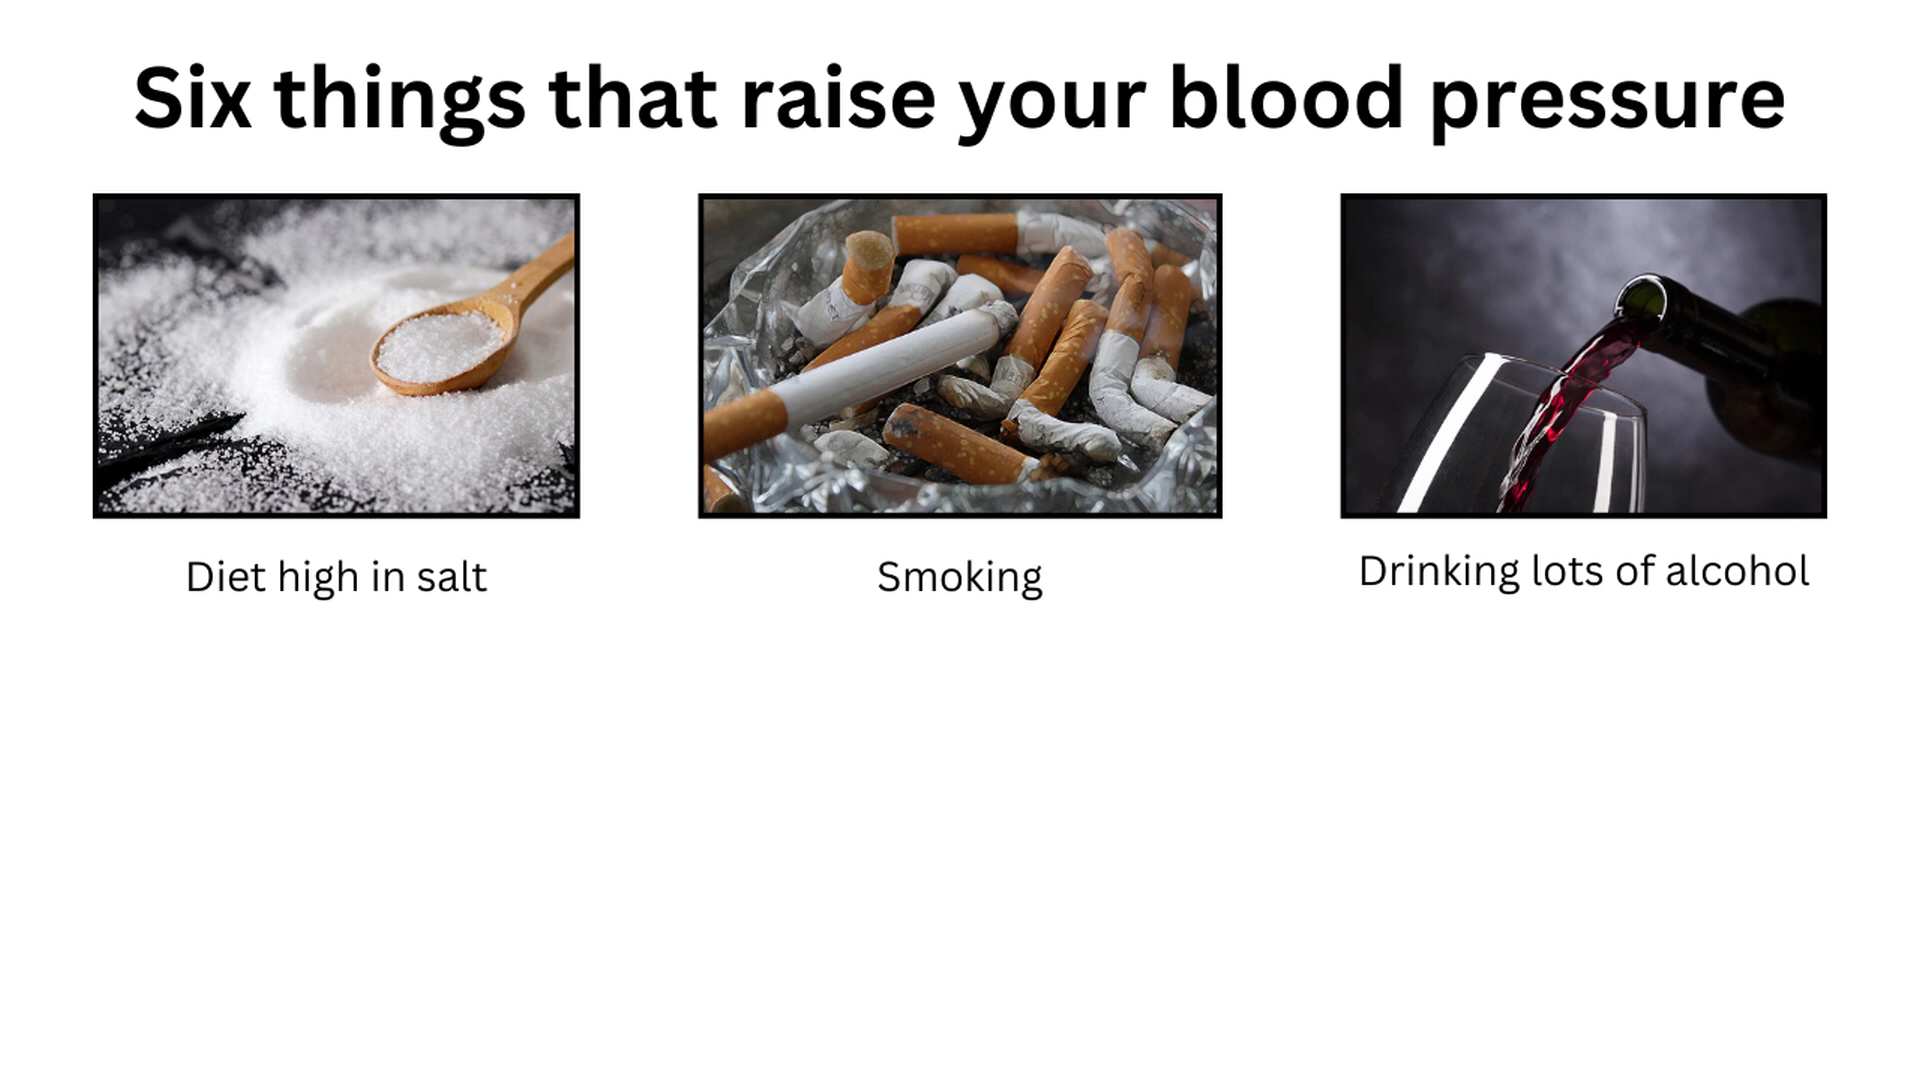 Six things that raise your blood pressure
Diet high in salt
Smoking
Drinking lots of alcohol